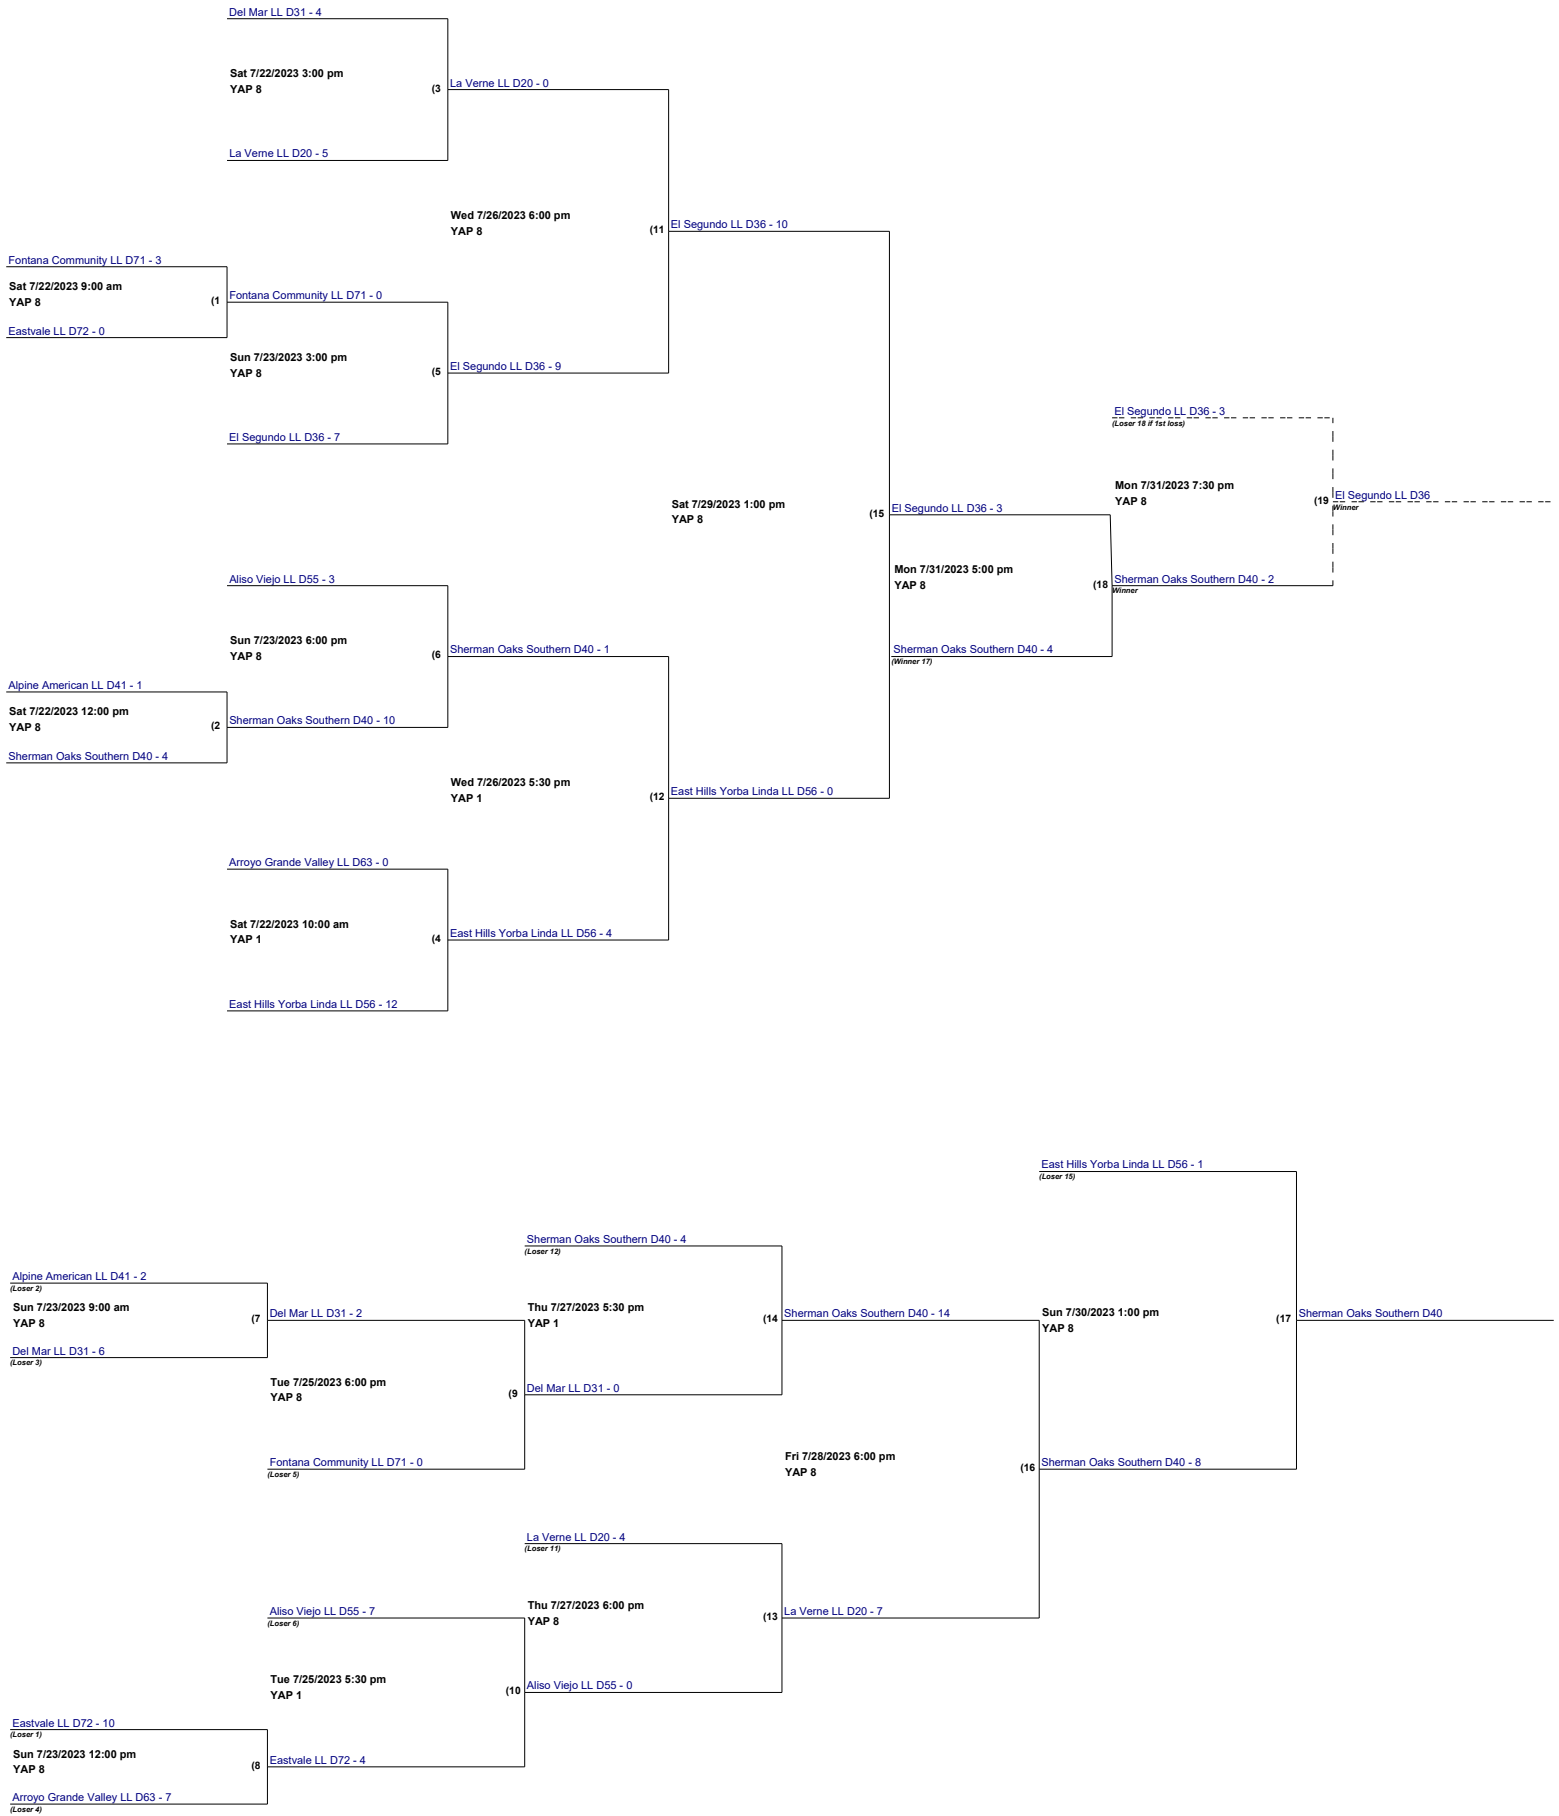 Del Mar LL D31 - 4
Sat 7/22/2023 3:00 pm
YAP 8
(3
La Verne LL D20 - 0
La Verne LL D20 - 5
Wed 7/26/2023 6:00 pm
YAP 8
(11
El Segundo LL D36 - 10
Fontana Community LL D71 - 3
Sat 7/22/2023 9:00 am
YAP 8
(1
Fontana Community LL D71 - 0
Eastvale LL D72 - 0
Sun 7/23/2023 3:00 pm
YAP 8
(5
El Segundo LL D36 - 9
El Segundo LL D36 - 7
El Segundo LL D36 - 3
(Loser 18 if 1st loss)
Mon 7/31/2023 7:30 pm
YAP 8
(19
El Segundo LL D36
Winner
Sat 7/29/2023 1:00 pm
YAP 8
(15
El Segundo LL D36 - 3
Aliso Viejo LL D55 - 3
Mon 7/31/2023 5:00 pm
YAP 8
(18
Sherman Oaks Southern D40 - 2
Winner
Sun 7/23/2023 6:00 pm
YAP 8
(6
Sherman Oaks Southern D40 - 1
Sherman Oaks Southern D40 - 4
(Winner 17)
Alpine American LL D41 - 1
Sat 7/22/2023 12:00 pm
YAP 8
(2
Sherman Oaks Southern D40 - 10
Sherman Oaks Southern D40 - 4
Wed 7/26/2023 5:30 pm
YAP 1
(12
East Hills Yorba Linda LL D56 - 0
Arroyo Grande Valley LL D63 - 0
Sat 7/22/2023 10:00 am
YAP 1
(4
East Hills Yorba Linda LL D56 - 4
East Hills Yorba Linda LL D56 - 12
East Hills Yorba Linda LL D56 - 1
(Loser 15)
Sherman Oaks Southern D40 - 4
(Loser 12)
Alpine American LL D41 - 2
(Loser 2)
Sun 7/23/2023 9:00 am
YAP 8
(7
Del Mar LL D31 - 2
Del Mar LL D31 - 6
(Loser 3)
Thu 7/27/2023 5:30 pm
YAP 1
(14
Sherman Oaks Southern D40 - 14
Sun 7/30/2023 1:00 pm
YAP 8
(17
Sherman Oaks Southern D40
Tue 7/25/2023 6:00 pm
YAP 8
(9
Del Mar LL D31 - 0
Fontana Community LL D71 - 0
(Loser 5)
Fri 7/28/2023 6:00 pm
YAP 8
(16
Sherman Oaks Southern D40 - 8
La Verne LL D20 - 4
(Loser 11)
Aliso Viejo LL D55 - 7
(Loser 6)
Thu 7/27/2023 6:00 pm
YAP 8
(13
La Verne LL D20 - 7
Tue 7/25/2023 5:30 pm
YAP 1
(10
Aliso Viejo LL D55 - 0
Eastvale LL D72 - 10
(Loser 1)
Sun 7/23/2023 12:00 pm
YAP 8
(8
Eastvale LL D72 - 4
Arroyo Grande Valley LL D63 - 7
(Loser 4)